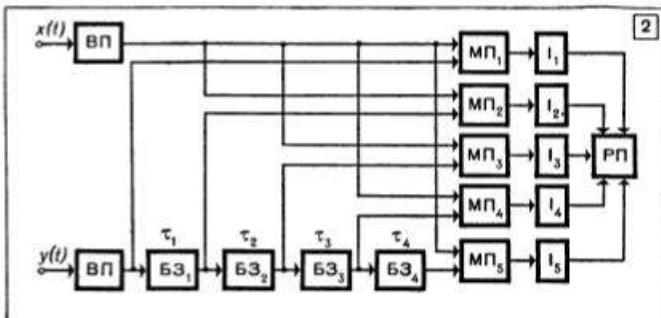 2
x(t) ВП МП₁ I₁
МП₂ I₂
МП₃ I₃ РП
МП₄ I₄
τ₁ τ₂ τ₃ τ₄
y(t) ВП БЗ₁ БЗ₂ БЗ₃ БЗ₄ МП₅ I₅